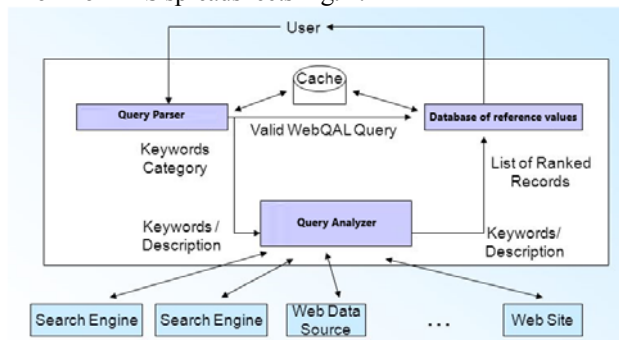 User
Cache
Query Parser
Database of reference values
Valid WebQAL Query
Keywords
Category
List of Ranked
Records
Keywords /
Description
Query Analyzer
Keywords/
Description
Search Engine
Search Engine
Web Data
Source
...
Web Site